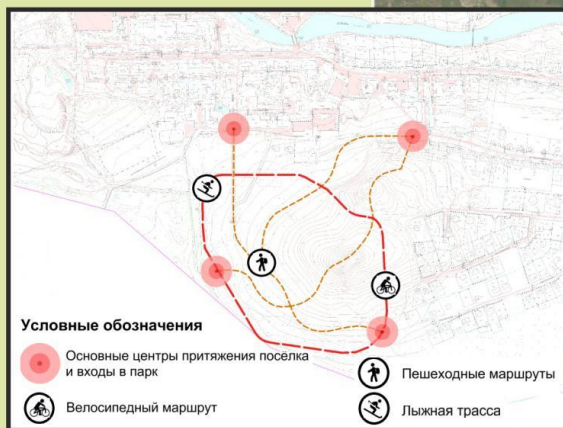 Условные обозначения
Основные центры притяжения посёлка
и входы в парк
Велосипедный маршрут
Пешеходные маршруты
Лыжная трасса